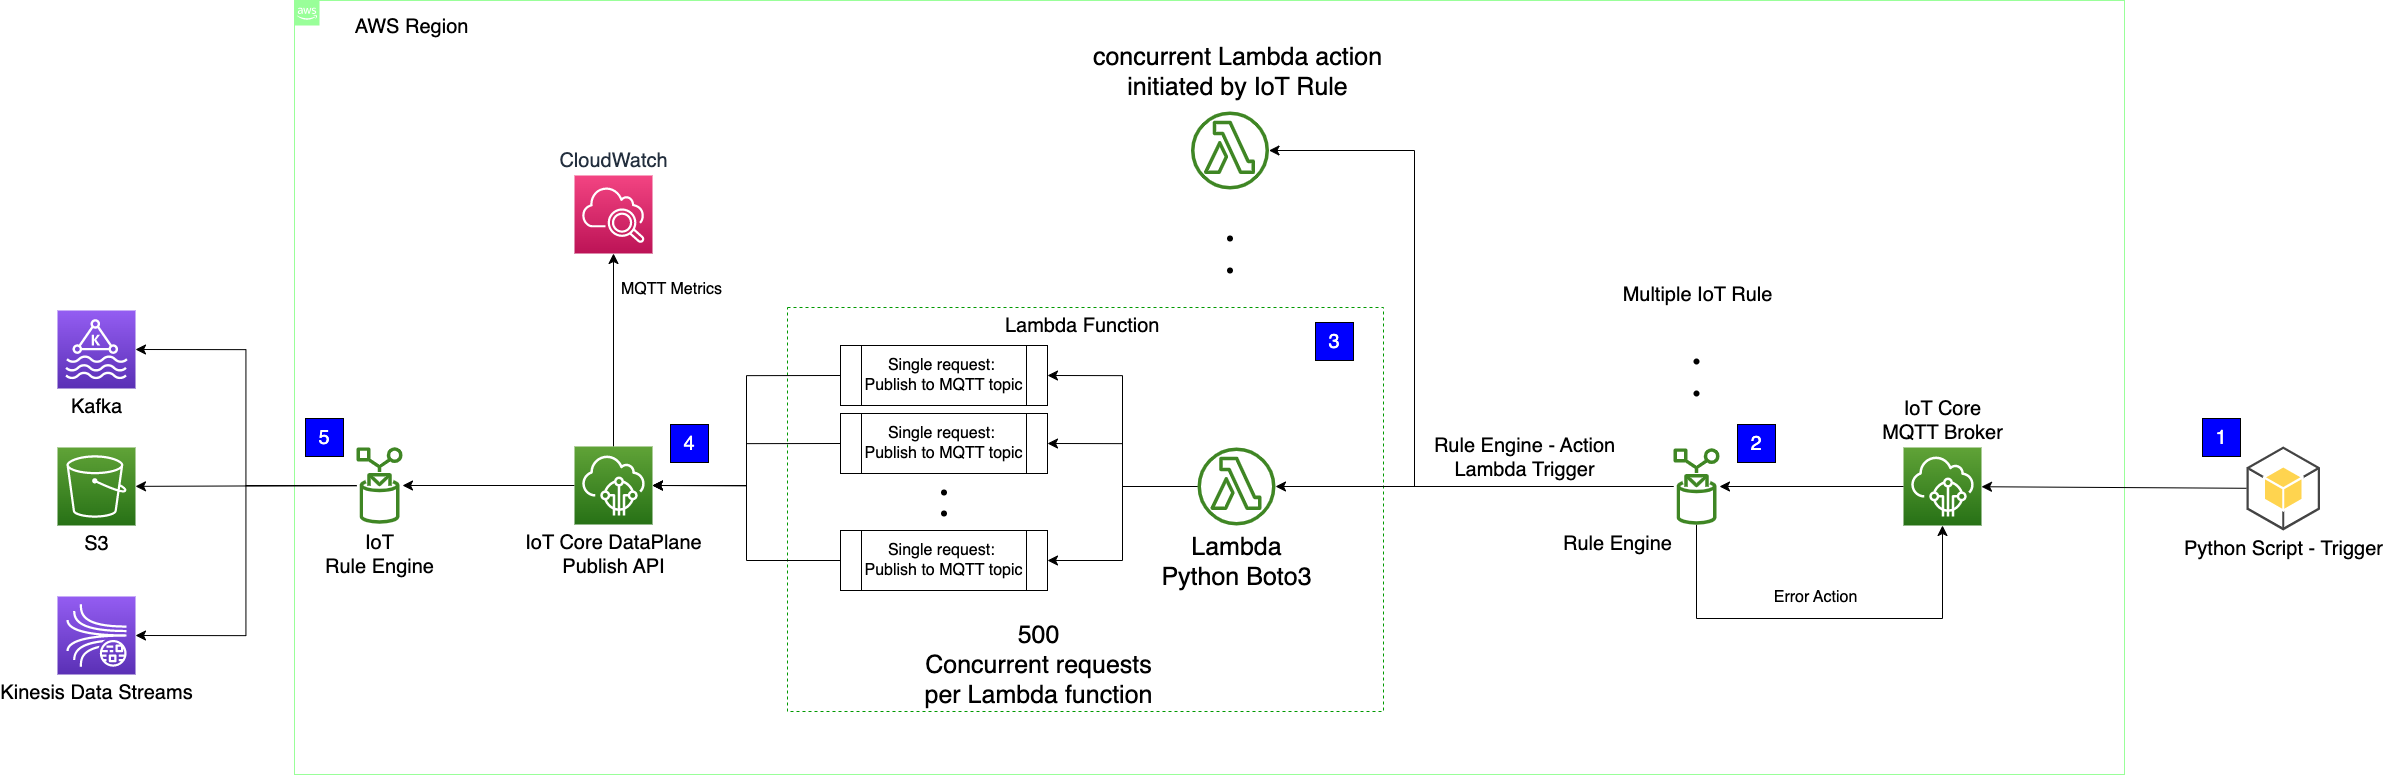 aws
AWS Region
concurrent Lambda action
initiated by IoT Rule
CloudWatch
MQTT Metrics
Multiple IoT Rule
Lambda Function
3
Single request:
Publish to MQTT topic
Single request:
Publish to MQTT topic
Single request:
Publish to MQTT topic
500
Concurrent requests
per Lambda function
K
Kafka
S3
Kinesis Data Streams
5
IoT
Rule Engine
4
IoT Core DataPlane
Publish API
Lambda
Python Boto3
Rule Engine - Action
Lambda Trigger
2
Rule Engine
Error Action
IoT Core
MQTT Broker
1
Python Script - Trigger